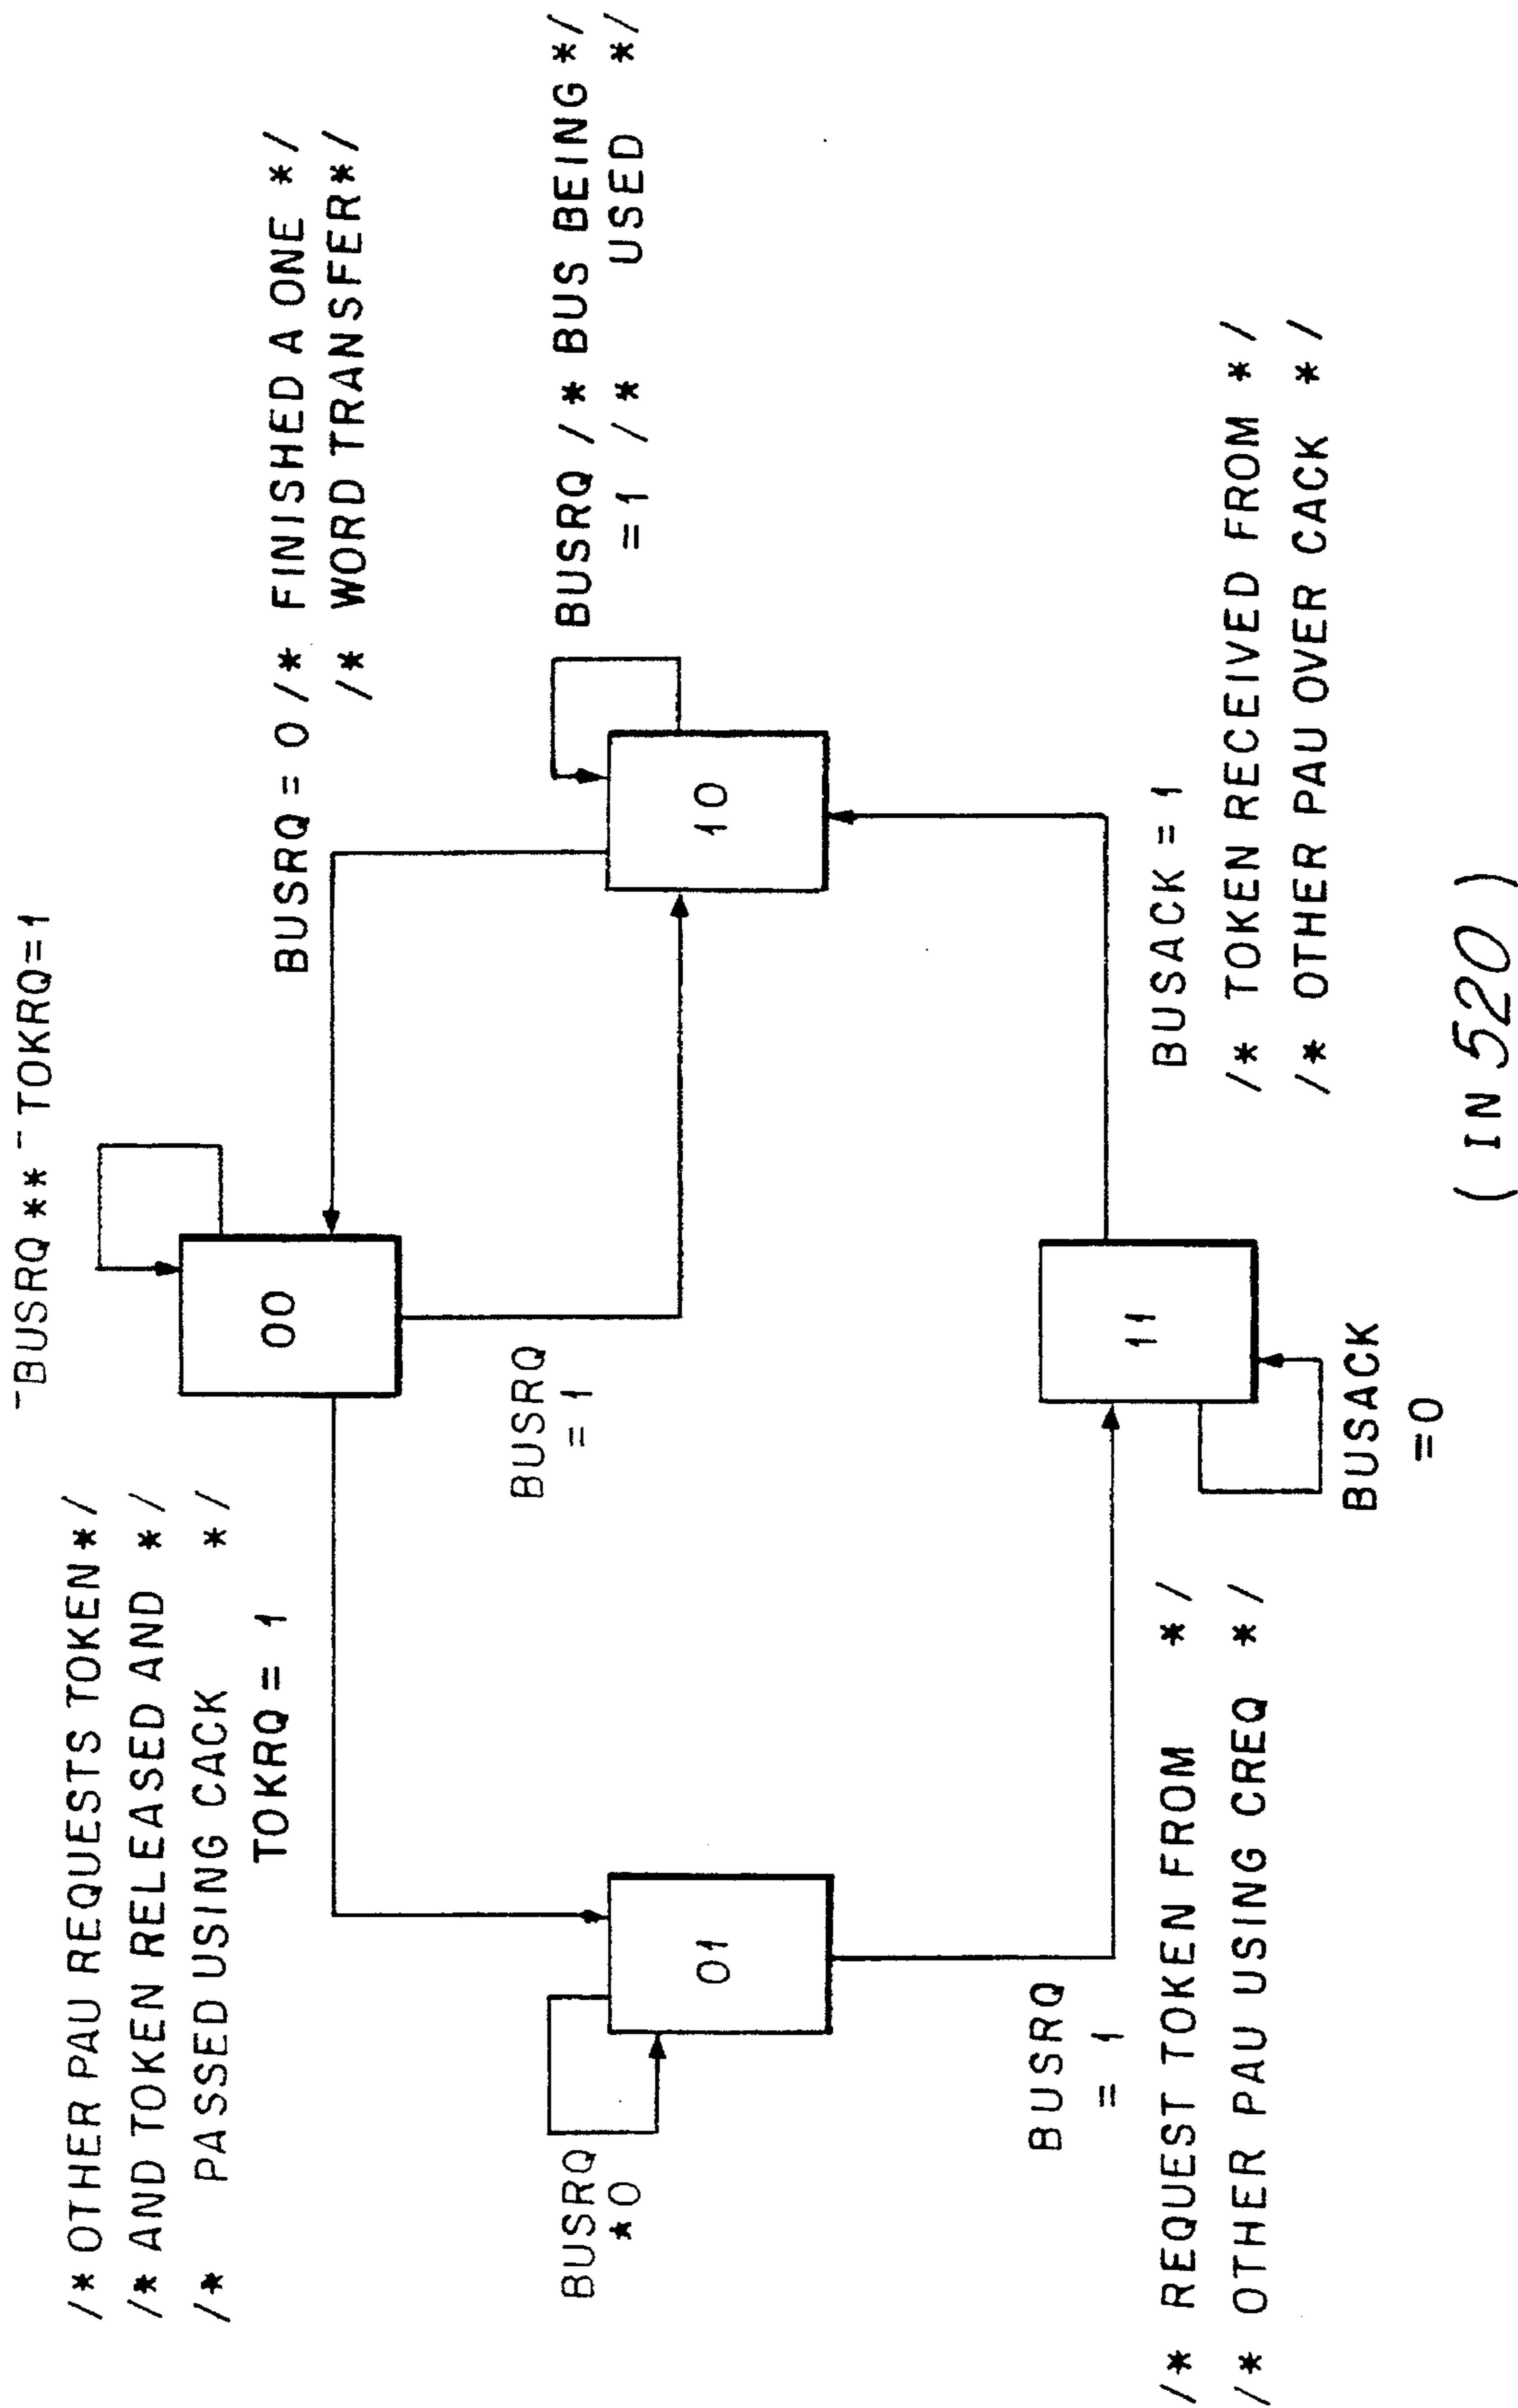 ¯BUSRQ ** ¯TOKRQ=1
/* OTHER PAU REQUESTS TOKEN */
/* AND TOKEN RELEASED AND */
/* PASSED USING CACK */
TOKRQ = 1
00
BUSRQ = 0 /* FINISHED A ONE */
/* WORD TRANSFER*/
BUSRQ
= 1
BUSRQ
*0
01
10
BUSRQ /* BUS BEING */
= 1 /* USED */
BUSRQ
= 1
/* REQUEST TOKEN FROM */
/* OTHER PAU USING CREQ */
11
BUSACK
=0
BUSACK = 1
/* TOKEN RECEIVED FROM */
/* OTHER PAU OVER CACK */
( IN 520 )